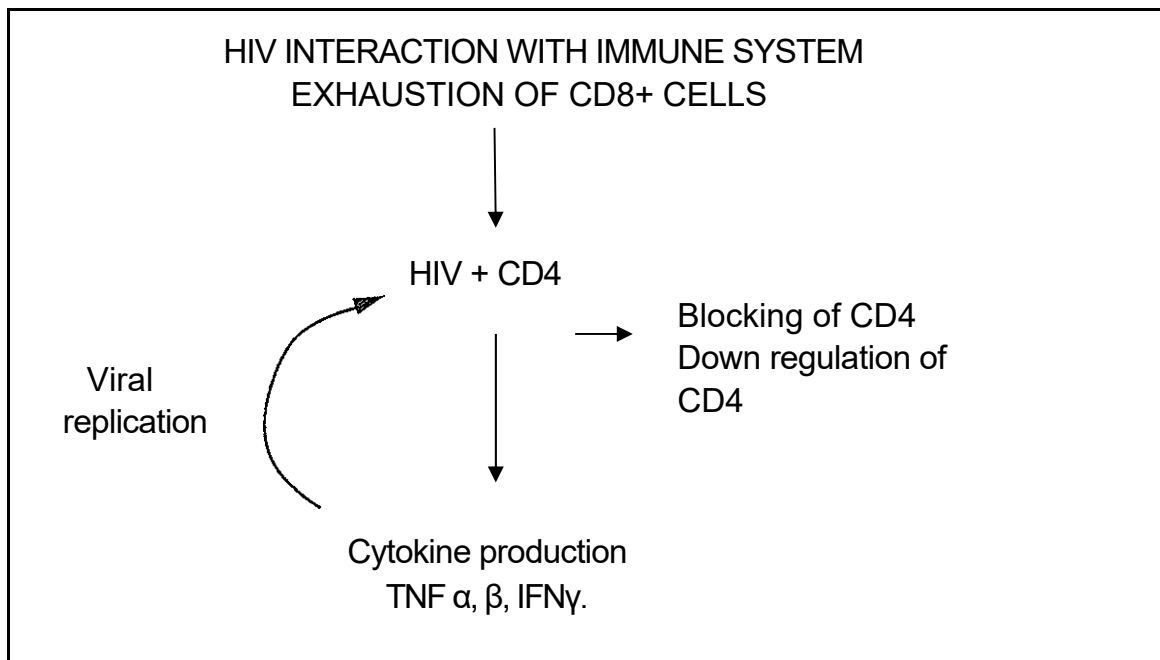 HIV INTERACTION WITH IMMUNE SYSTEM
EXHAUSTION OF CD8+ CELLS
HIV + CD4
Blocking of CD4
Down regulation of
CD4
Viral
replication
Cytokine production
TNF α, β, IFNγ.